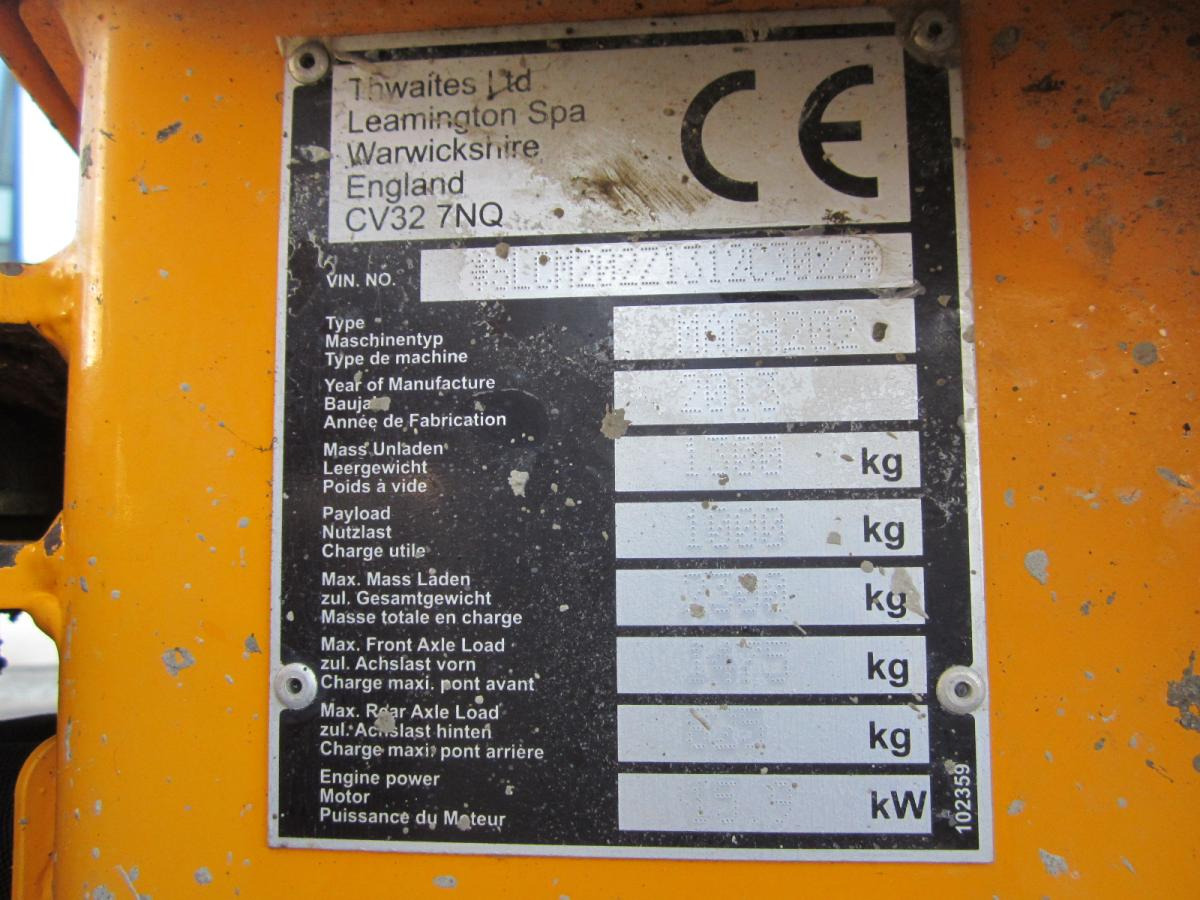 Thwaites Ltd
Leamington Spa
Warwickshire
England
CV32 7NQ
CE
VIN. NO.
Type MACH202
Maschinentyp
Type de machine
Year of Manufacture 2013
Baujahr
Année de Fabrication
Mass Unladen 1300 kg
Leergewicht
Poids à vide
Payload 1000 kg
Nutzlast
Charge utile
Max. Mass Laden 2300 kg
zul. Gesamtgewicht
Masse totale en charge
Max. Front Axle Load 1475 kg
zul. Achslast vorn
Charge maxi. pont avant
Max. Rear Axle Load kg
zul. Achslast hinten
Charge maxi. pont arrière
Engine power kW
Motor
Puissance du Moteur
102359